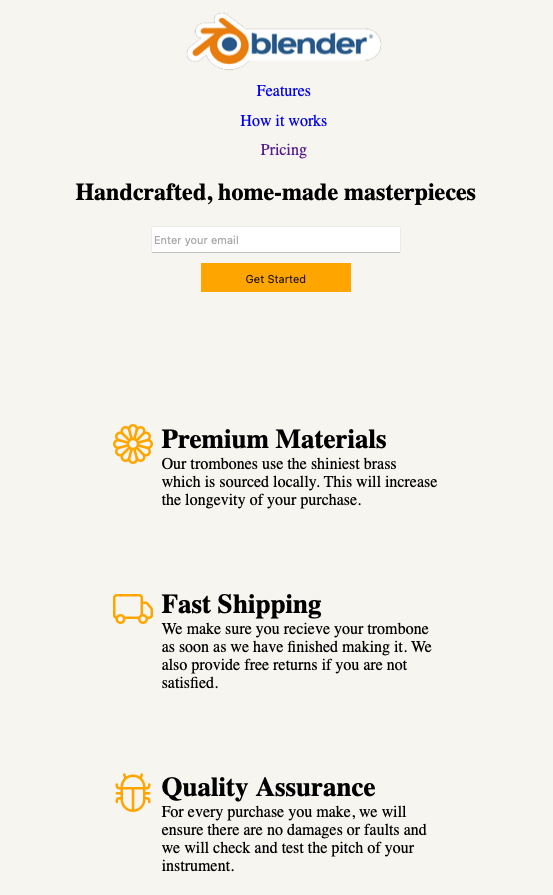 blender
Features
How it works
Pricing
Handcrafted, home-made masterpieces
Enter your email
Get Started
Premium Materials
Our trombones use the shiniest brass
which is sourced locally. This will increase
the longevity of your purchase.
Fast Shipping
We make sure you recieve your trombone
as soon as we have finished making it. We
also provide free returns if you are not
satisfied.
Quality Assurance
For every purchase you make, we will
ensure there are no damages or faults and
we will check and test the pitch of your
instrument.